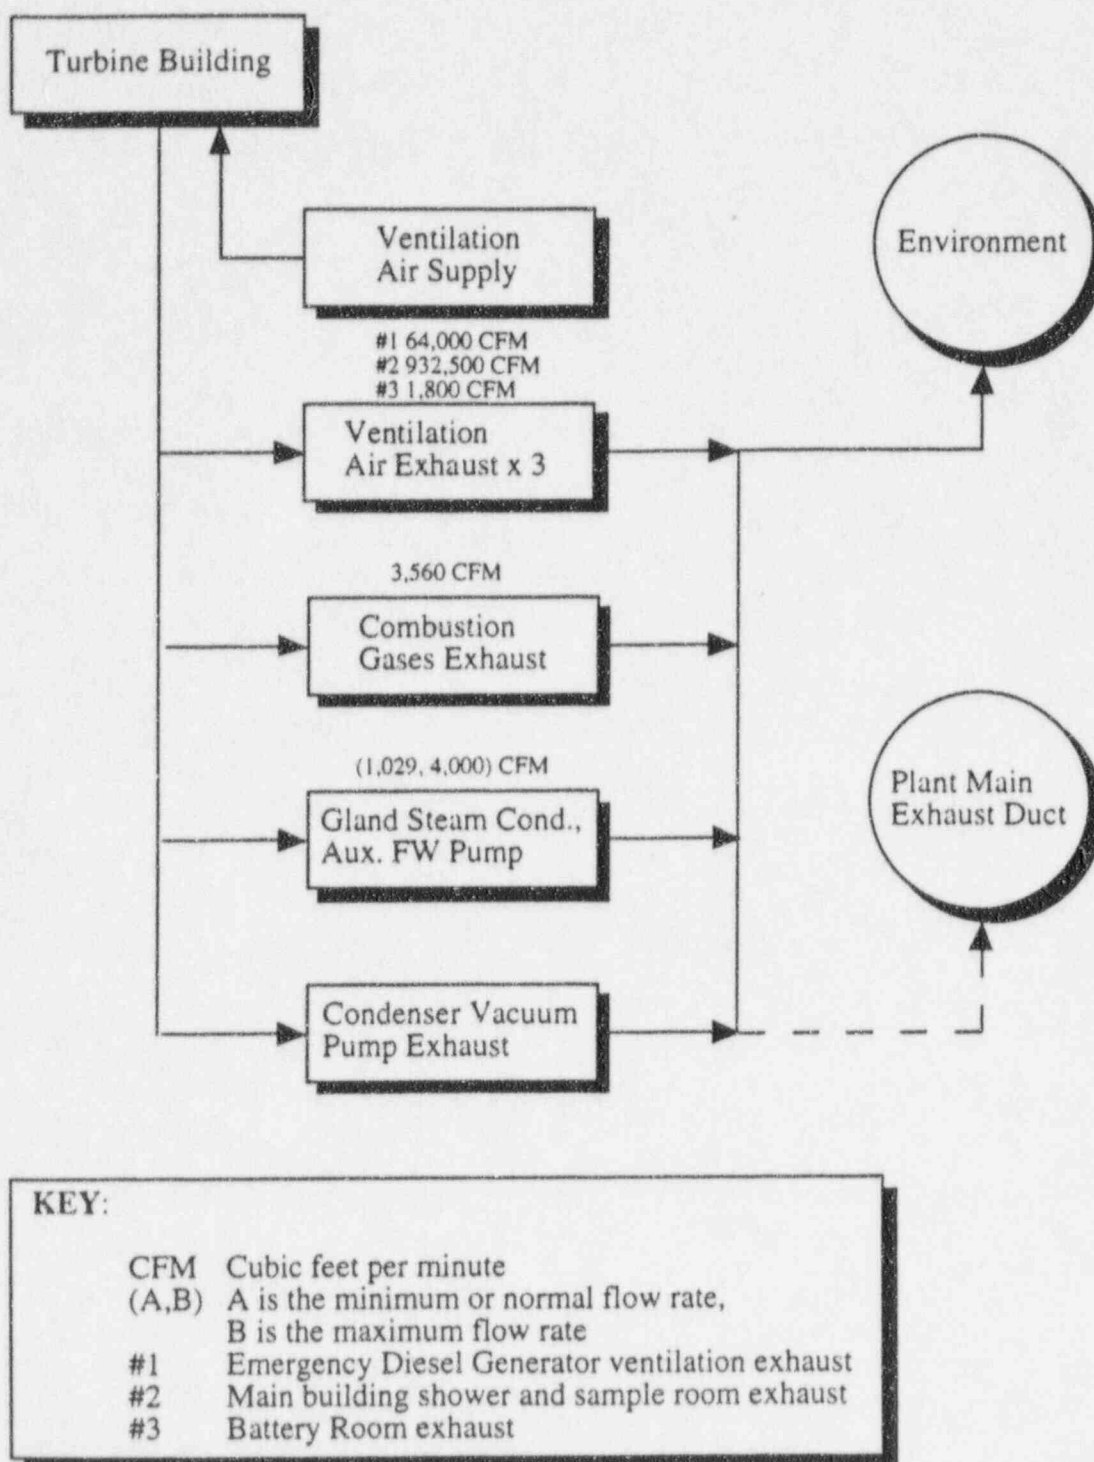 Turbine Building
Ventilation
Air Supply
Environment
#1 64,000 CFM
#2 932,500 CFM
#3 1,800 CFM
Ventilation
Air Exhaust x 3
3,560 CFM
Combustion
Gases Exhaust
(1,029, 4,000) CFM
Gland Steam Cond.,
Aux. FW Pump
Plant Main
Exhaust Duct
Condenser Vacuum
Pump Exhaust
KEY:
CFM Cubic feet per minute
(A,B) A is the minimum or normal flow rate,
B is the maximum flow rate
#1 Emergency Diesel Generator ventilation exhaust
#2 Main building shower and sample room exhaust
#3 Battery Room exhaust